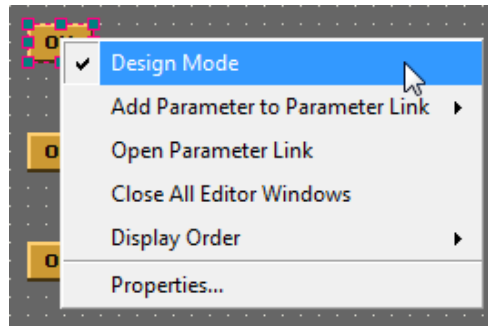 Design Mode
Add Parameter to Parameter Link
Open Parameter Link
Close All Editor Windows
Display Order
Properties...